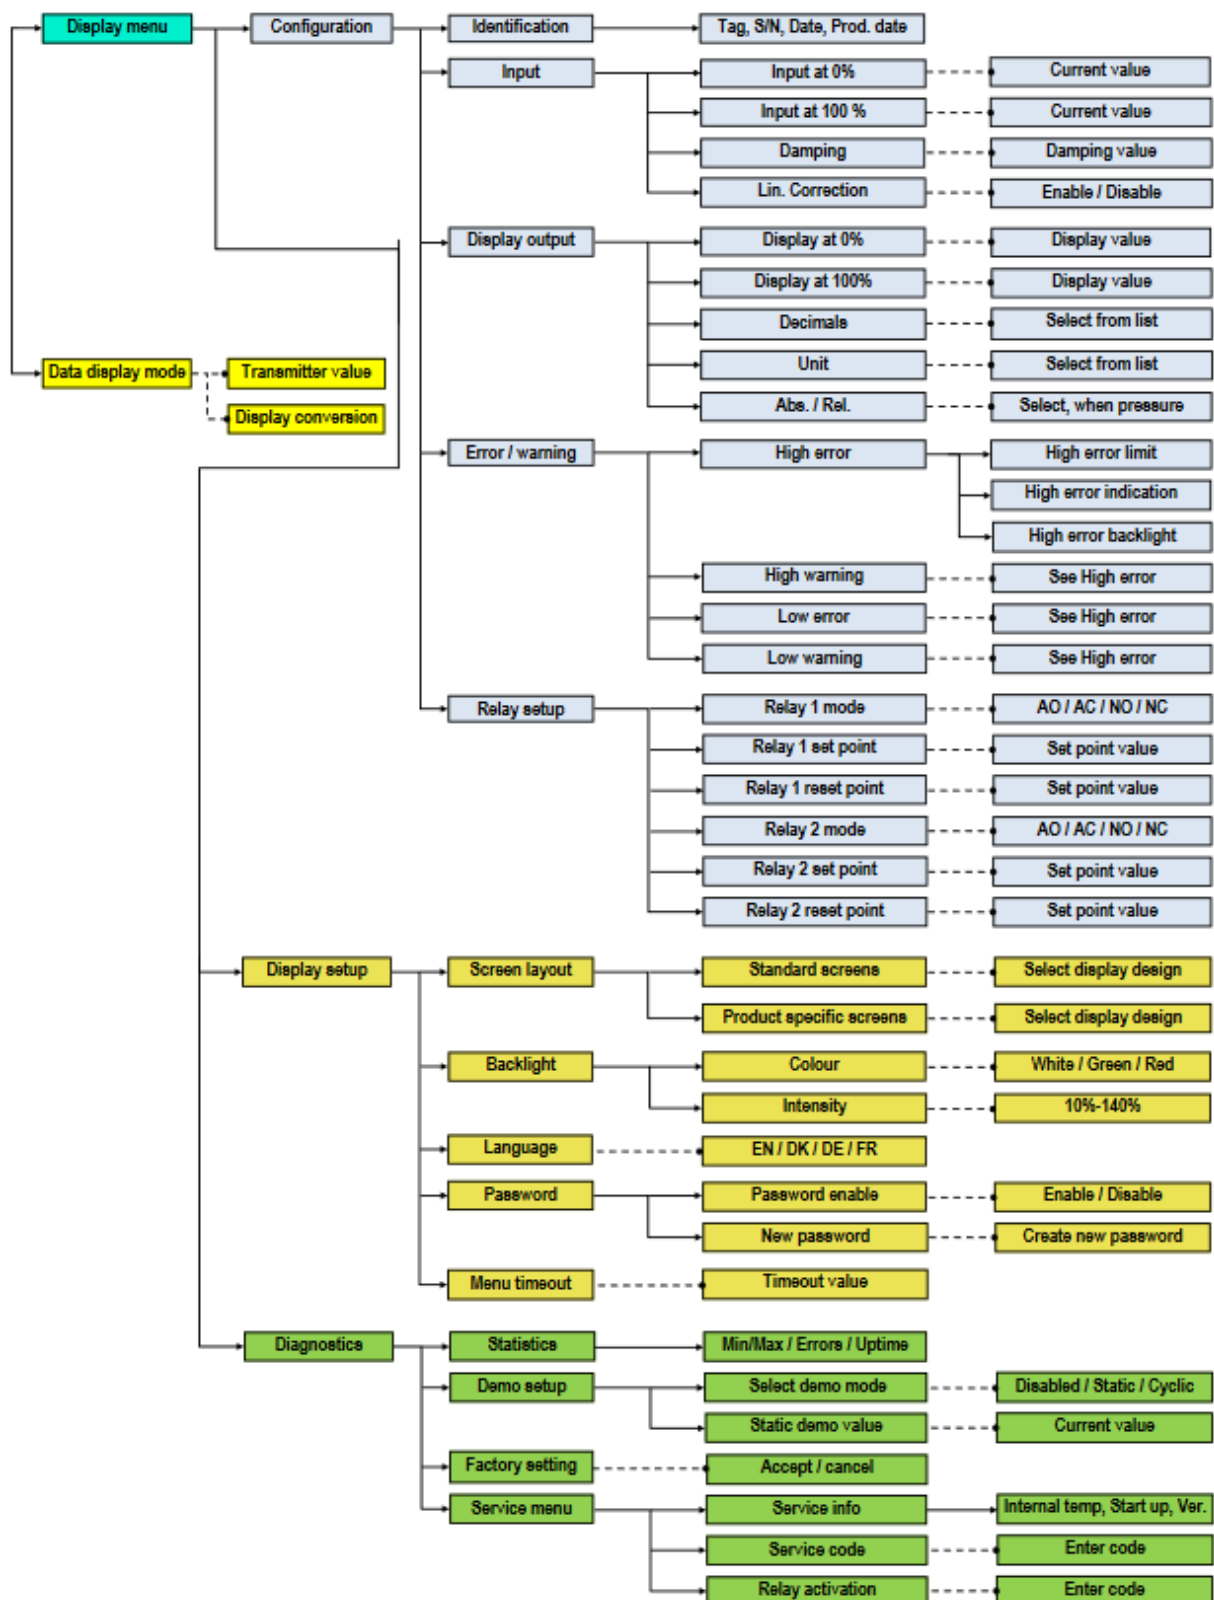 Display menu
Configuration
Identification
Tag, S/N, Date, Prod. date
Input
Input at 0%
Current value
Input at 100 %
Current value
Damping
Damping value
Lin. Correction
Enable / Disable
Display output
Display at 0%
Display value
Display at 100%
Display value
Decimals
Select from list
Data display mode
Transmitter value
Unit
Select from list
Display conversion
Abs. / Rel.
Select, when pressure
Error / warning
High error
High error limit
High error indication
High error backlight
High warning
See High error
Low error
See High error
Low warning
See High error
Relay setup
Relay 1 mode
AO / AC / NO / NC
Relay 1 set point
Set point value
Relay 1 reset point
Set point value
Relay 2 mode
AO / AC / NO / NC
Relay 2 set point
Set point value
Relay 2 reset point
Set point value
Display setup
Screen layout
Standard screens
Select display design
Product specific screens
Select display design
Backlight
Colour
White / Green / Red
Intensity
10%-140%
Language
EN / DK / DE / FR
Password
Password enable
Enable / Disable
New password
Create new password
Menu timeout
Timeout value
Diagnostics
Statistics
Min/Max / Errors / Uptime
Demo setup
Select demo mode
Disabled / Static / Cyclic
Static demo value
Current value
Factory setting
Accept / cancel
Service menu
Service info
Internal temp, Start up, Ver.
Service code
Enter code
Relay activation
Enter code